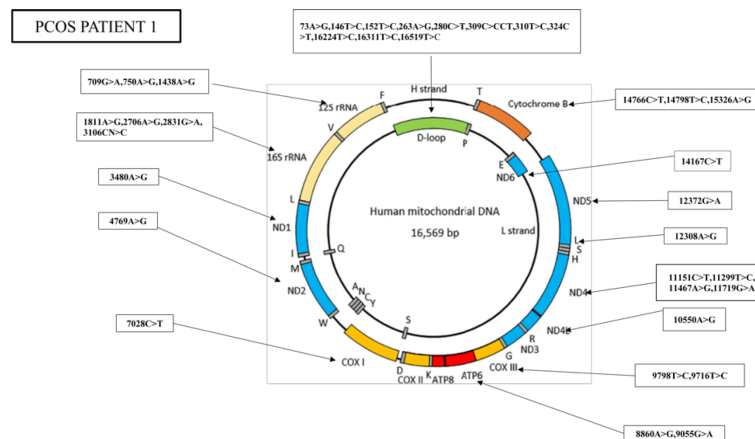 PCOS PATIENT 1
73A>G,146T>C,152T>C,263A>G,280C>T,309C>CCT,310T>C,324C
>T,16224T>C,16311T>C,16519T>C
709G>A,750A>G,1438A>G
1811A>G,2706A>G,2831G>A,
3106CN>C
3480A>G
4769A>G
7028C>T
14766C>T,14798T>C,15326A>G
14167C>T
12372G>A
12308A>G
11151C>T,11299T>C,
11467A>G,11719G>A
10550A>G
9798T>C,9716T>C
8860A>G,9055G>A
H strand
F
T
12S rRNA
Cytochrome B
V
D-loop
P
16S rRNA
E
ND6
L
ND5
ND1
Human mitochondrial DNA
16,569 bp
L strand
I
Q
L
S
H
M
ND2
ND4
A
N
C
Y
W
S
ND4L
R
ND3
COX I
G
D
COX II
K
ATP8
ATP6
COX III